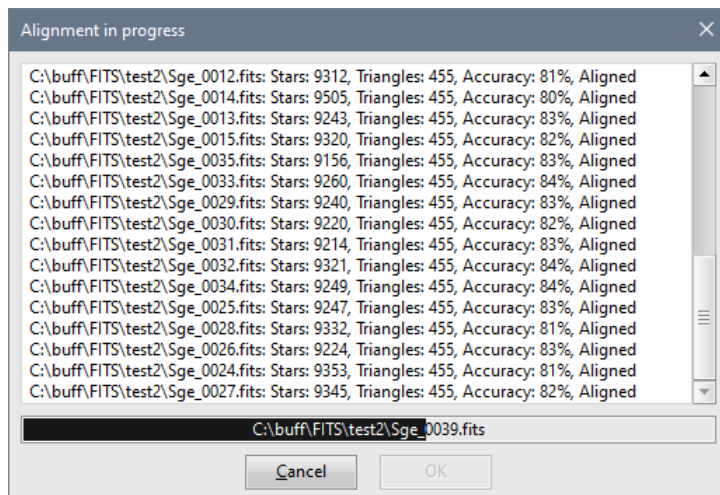 Alignment in progress
C:\buff\FITS\test2\Sge_0012.fits: Stars: 9312, Triangles: 455, Accuracy: 81%, Aligned
C:\buff\FITS\test2\Sge_0014.fits: Stars: 9505, Triangles: 455, Accuracy: 80%, Aligned
C:\buff\FITS\test2\Sge_0013.fits: Stars: 9243, Triangles: 455, Accuracy: 83%, Aligned
C:\buff\FITS\test2\Sge_0015.fits: Stars: 9320, Triangles: 455, Accuracy: 82%, Aligned
C:\buff\FITS\test2\Sge_0035.fits: Stars: 9156, Triangles: 455, Accuracy: 83%, Aligned
C:\buff\FITS\test2\Sge_0033.fits: Stars: 9260, Triangles: 455, Accuracy: 84%, Aligned
C:\buff\FITS\test2\Sge_0029.fits: Stars: 9240, Triangles: 455, Accuracy: 83%, Aligned
C:\buff\FITS\test2\Sge_0030.fits: Stars: 9220, Triangles: 455, Accuracy: 82%, Aligned
C:\buff\FITS\test2\Sge_0031.fits: Stars: 9214, Triangles: 455, Accuracy: 83%, Aligned
C:\buff\FITS\test2\Sge_0032.fits: Stars: 9321, Triangles: 455, Accuracy: 84%, Aligned
C:\buff\FITS\test2\Sge_0034.fits: Stars: 9249, Triangles: 455, Accuracy: 84%, Aligned
C:\buff\FITS\test2\Sge_0025.fits: Stars: 9247, Triangles: 455, Accuracy: 83%, Aligned
C:\buff\FITS\test2\Sge_0028.fits: Stars: 9332, Triangles: 455, Accuracy: 81%, Aligned
C:\buff\FITS\test2\Sge_0026.fits: Stars: 9224, Triangles: 455, Accuracy: 83%, Aligned
C:\buff\FITS\test2\Sge_0024.fits: Stars: 9353, Triangles: 455, Accuracy: 81%, Aligned
C:\buff\FITS\test2\Sge_0027.fits: Stars: 9345, Triangles: 455, Accuracy: 82%, Aligned
C:\buff\FITS\test2\Sge_0039.fits
Cancel
OK